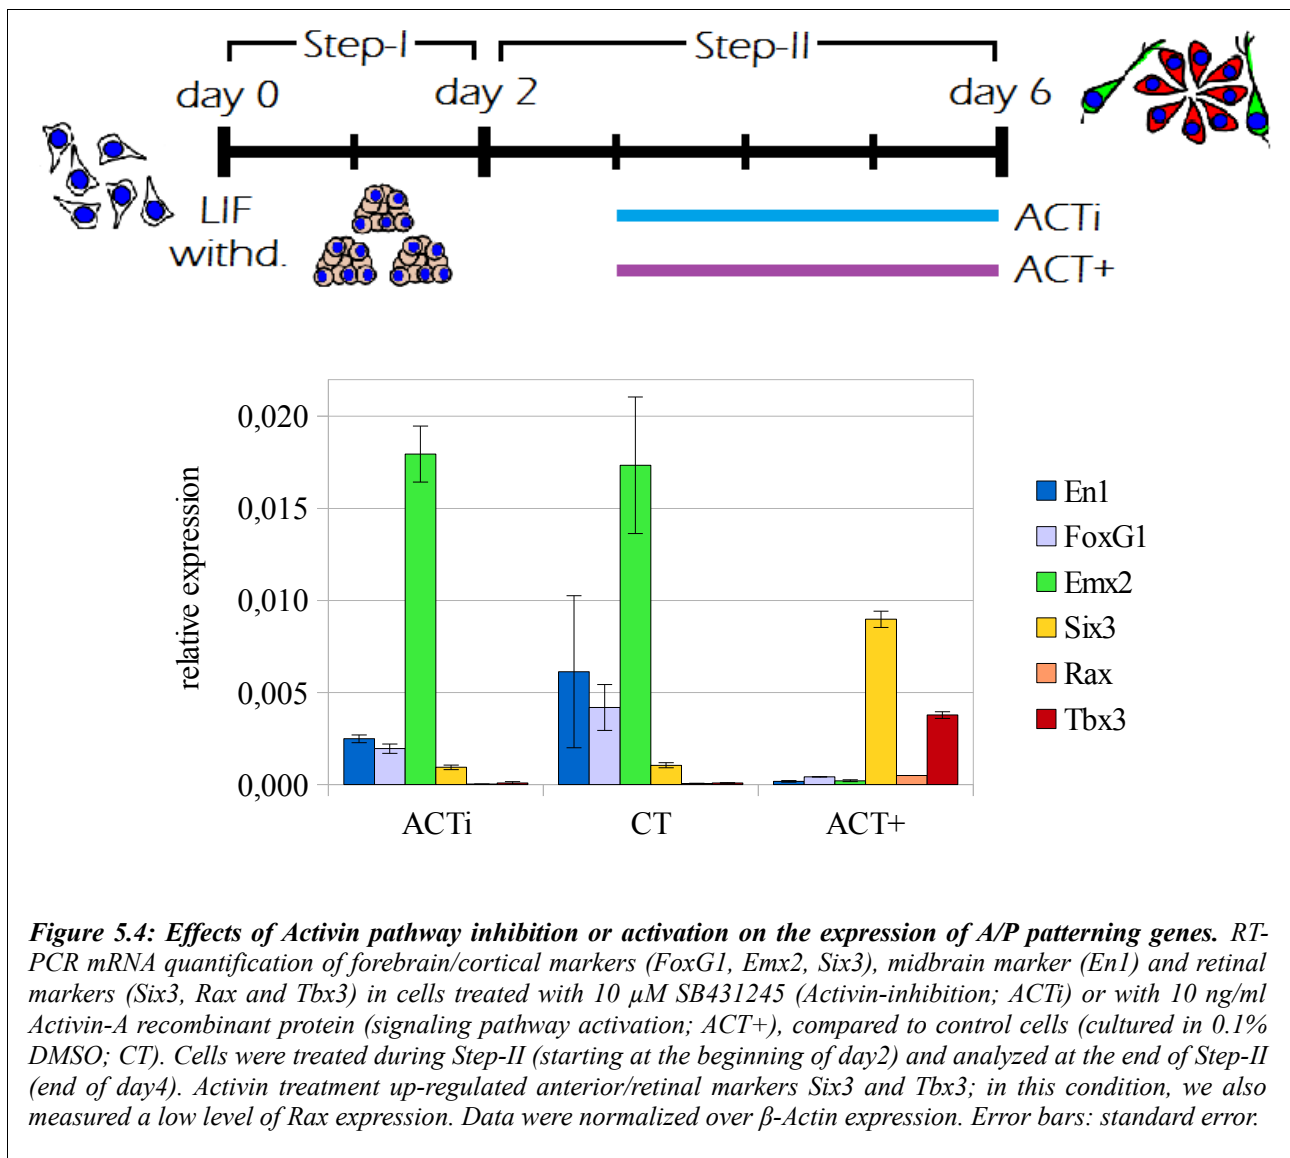 Step-I
Step-II
day 0
day 2
day 6
LIF
withd.
ACTi
ACT+
0,020
0,015
0,010
0,005
0,000
relative expression
ACTi
CT
ACT+
En1
FoxG1
Emx2
Six3
Rax
Tbx3
Figure 5.4: Effects of Activin pathway inhibition or activation on the expression of A/P patterning genes. RT-
PCR mRNA quantification of forebrain/cortical markers (FoxG1, Emx2, Six3), midbrain marker (En1) and retinal
markers (Six3, Rax and Tbx3) in cells treated with 10 µM SB431245 (Activin-inhibition; ACTi) or with 10 ng/ml
Activin-A recombinant protein (signaling pathway activation; ACT+), compared to control cells (cultured in 0.1%
DMSO; CT). Cells were treated during Step-II (starting at the beginning of day2) and analyzed at the end of Step-II
(end of day4). Activin treatment up-regulated anterior/retinal markers Six3 and Tbx3; in this condition, we also
measured a low level of Rax expression. Data were normalized over β-Actin expression. Error bars: standard error.